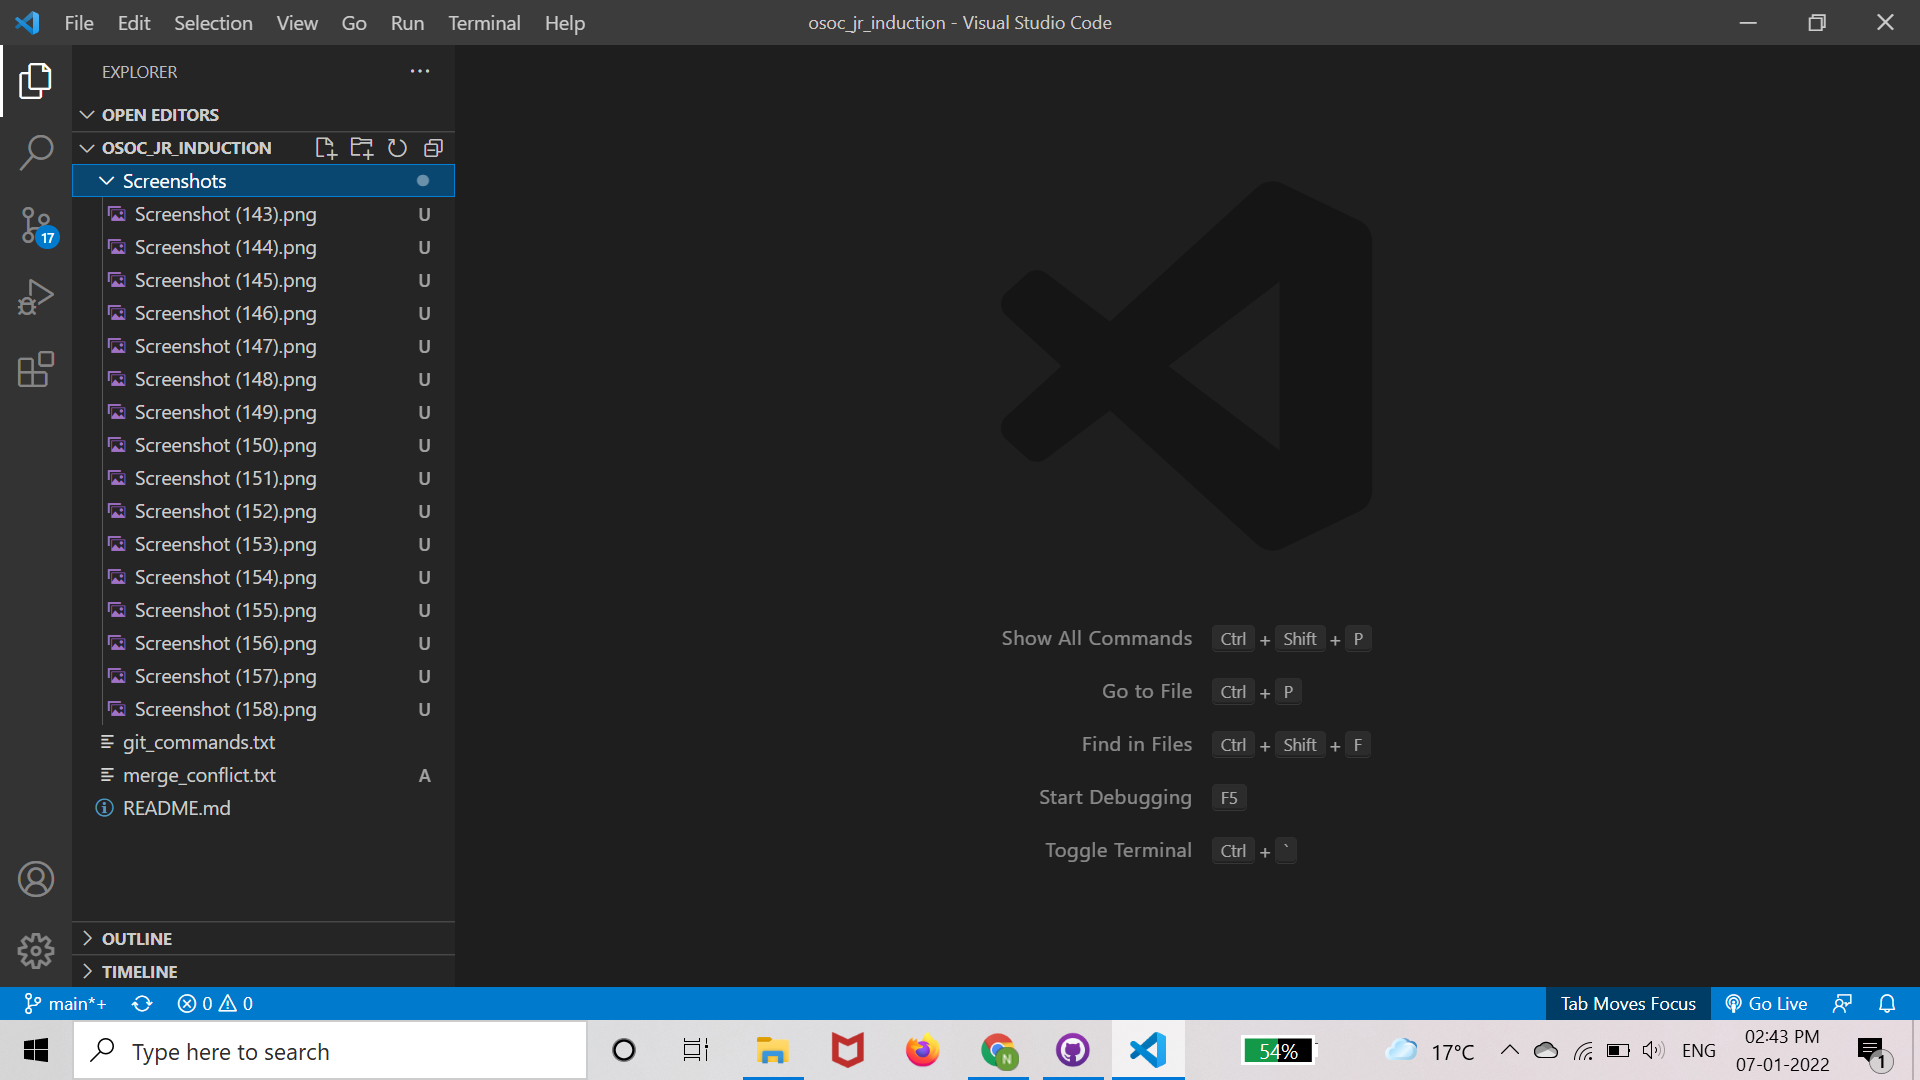 File Edit Selection View Go Run Terminal Help
osoc_jr_induction - Visual Studio Code
EXPLORER
OPEN EDITORS
OSOC_JR_INDUCTION
Screenshots
Screenshot (143).png U
Screenshot (144).png U
Screenshot (145).png U
Screenshot (146).png U
Screenshot (147).png U
Screenshot (148).png U
Screenshot (149).png U
Screenshot (150).png U
Screenshot (151).png U
Screenshot (152).png U
Screenshot (153).png U
Screenshot (154).png U
Screenshot (155).png U
Screenshot (156).png U
Screenshot (157).png U
Screenshot (158).png U
git_commands.txt
merge_conflict.txt A
README.md
OUTLINE
TIMELINE
17
Show All Commands Ctrl + Shift + P
Go to File Ctrl + P
Find in Files Ctrl + Shift + F
Start Debugging F5
Toggle Terminal Ctrl + `
main*+ 0 0
Tab Moves Focus Go Live
Type here to search
N
54%
17°C
ENG
02:43 PM
07-01-2022
1